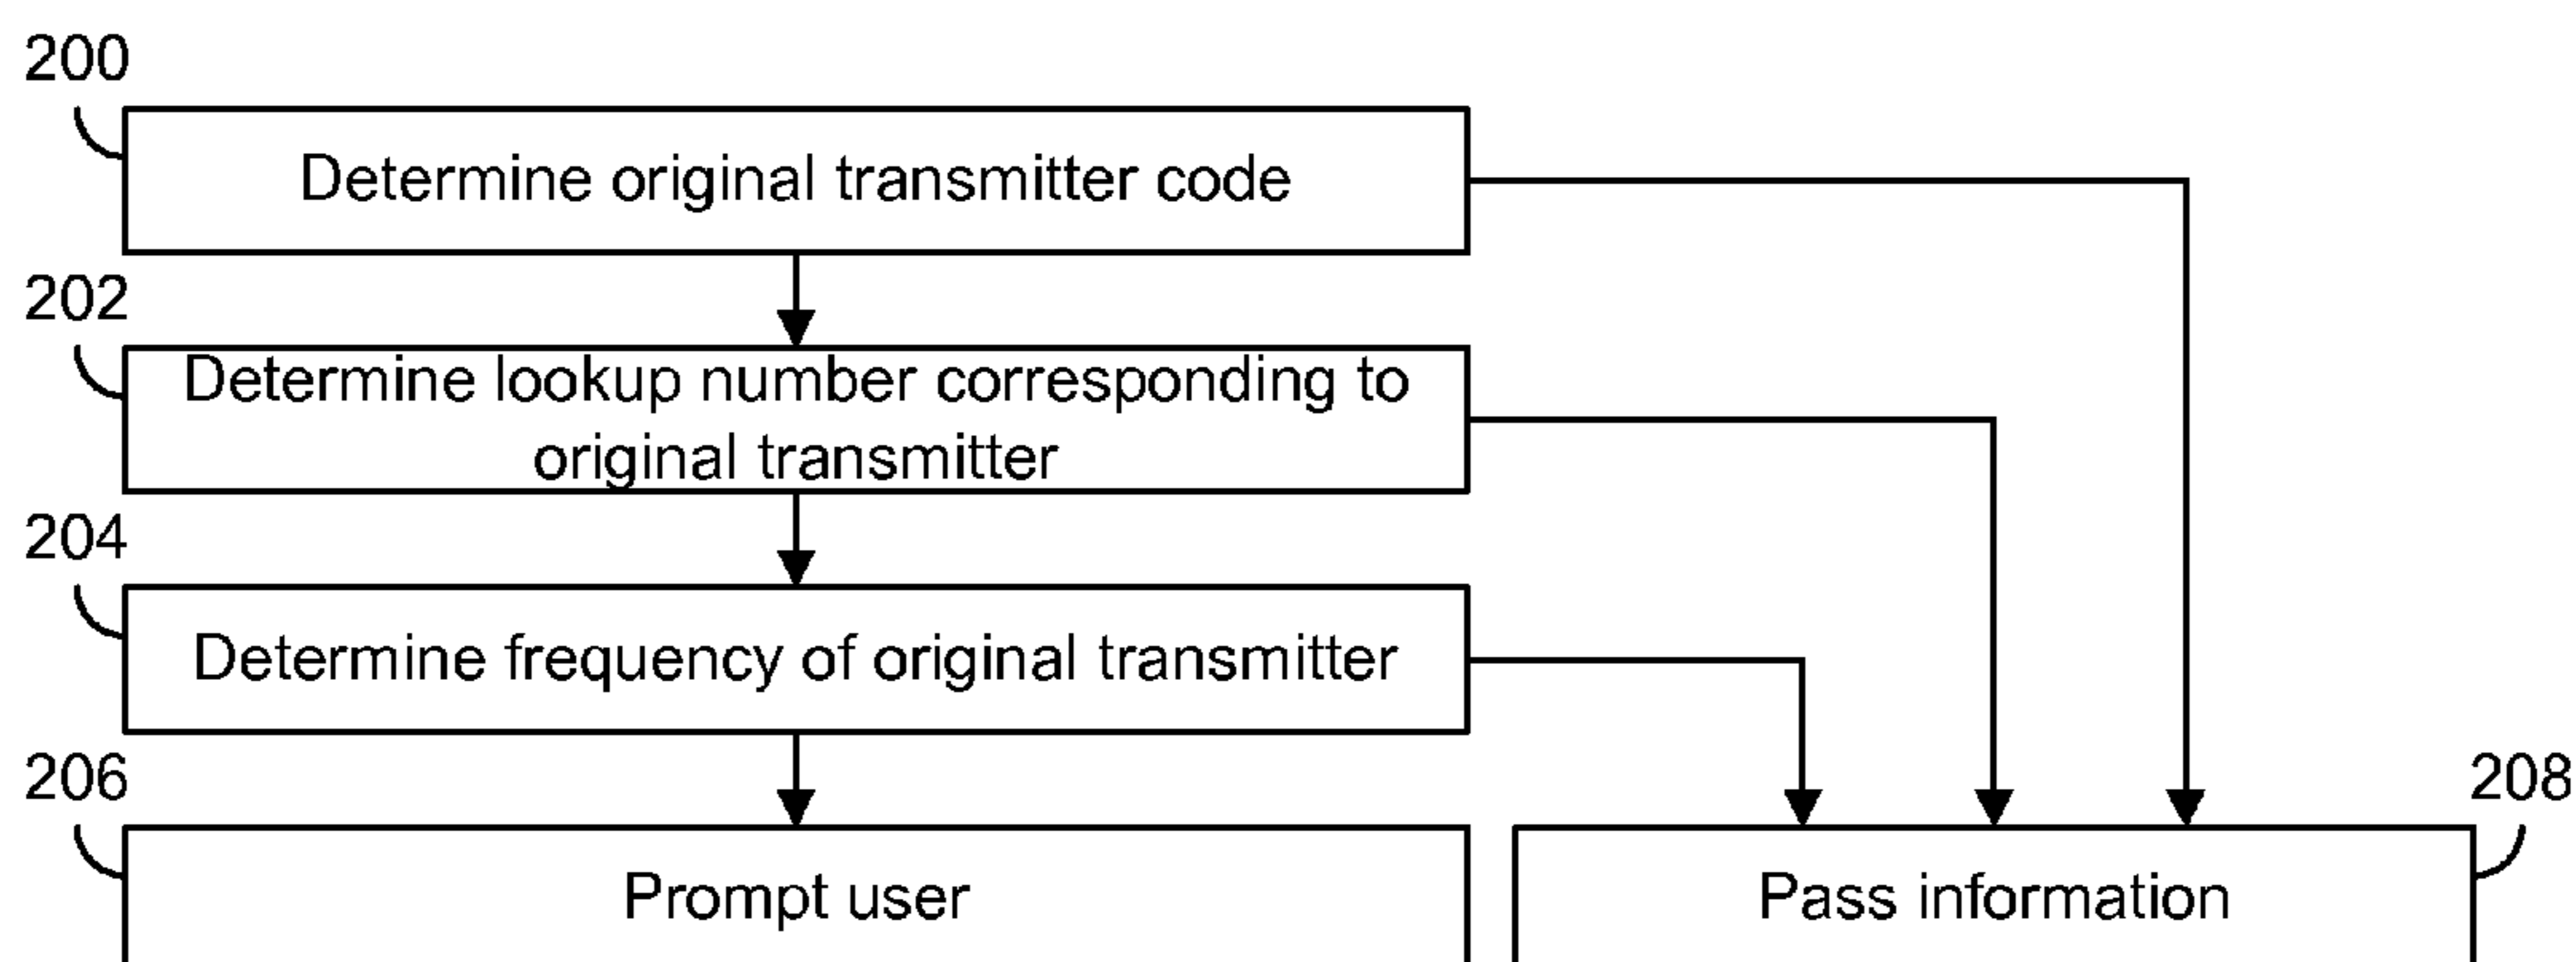 200
Determine original transmitter code
202
Determine lookup number corresponding to
original transmitter
204
Determine frequency of original transmitter
206
Prompt user
208
Pass information